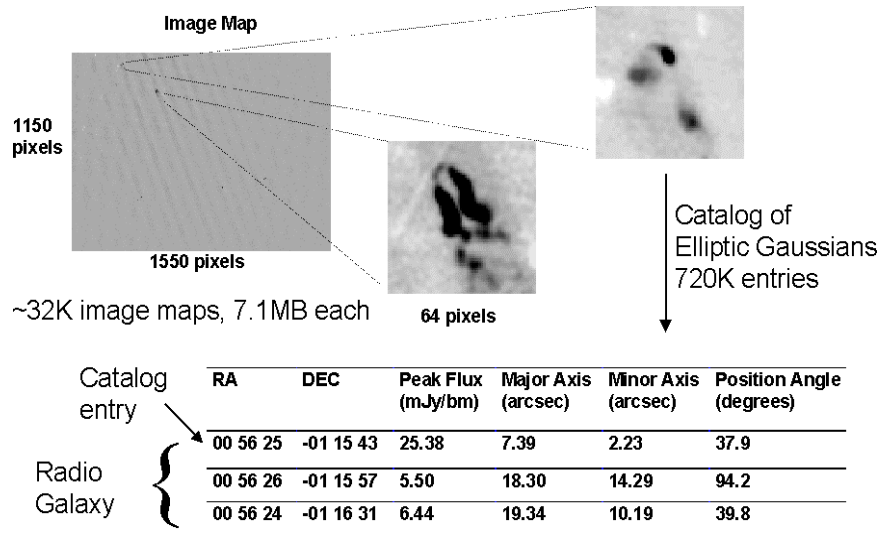 Image Map
1150
pixels
1550 pixels
~32K image maps, 7.1MB each
64 pixels
Catalog of
Elliptic Gaussians
720K entries
Catalog
entry
Radio
Galaxy
RA DEC Peak Flux Major Axis Minor Axis Position Angle
(mJy/bm) (arcsec) (arcsec) (degrees)
00 56 25 -01 15 43 25.38 7.39 2.23 37.9
00 56 26 -01 15 57 5.50 18.30 14.29 94.2
00 56 24 -01 16 31 6.44 19.34 10.19 39.8